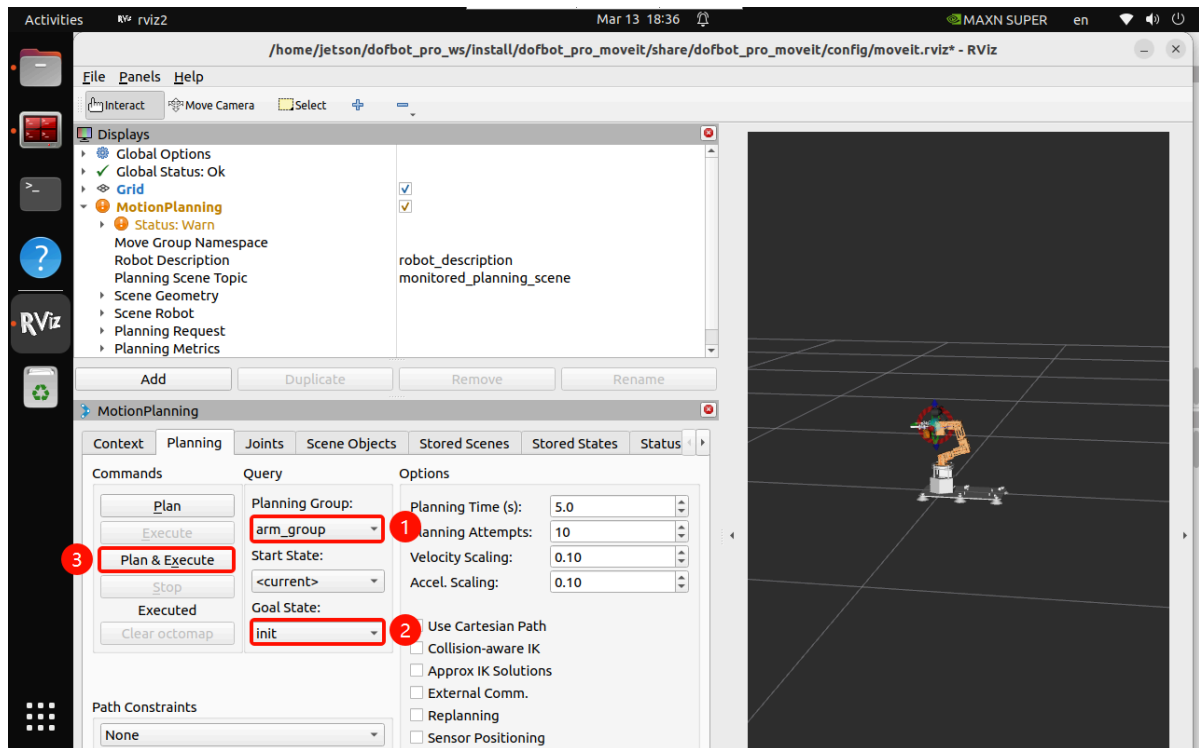 Activities
rviz2
Mar 13 18:36
MAXN SUPER
en
/home/jetson/dofbot_pro_ws/install/dofbot_pro_moveit/share/dofbot_pro_moveit/config/moveit.rviz* - RViz
File Panels Help
Interact Move Camera Select
Displays
Global Options
Global Status: Ok
Grid
MotionPlanning
Status: Warn
Move Group Namespace
Robot Description robot_description
Planning Scene Topic monitored_planning_scene
Scene Geometry
Scene Robot
Planning Request
Planning Metrics
Add Duplicate Remove Rename
MotionPlanning
Context Planning Joints Scene Objects Stored Scenes Stored States Status
Commands
Plan
Execute
3 Plan & Execute
Stop
Executed
Clear octomap
Query
Planning Group:
arm_group 1
Start State:
<current>
Goal State:
init 2
Options
Planning Time (s): 5.0
Planning Attempts: 10
Velocity Scaling: 0.10
Accel. Scaling: 0.10
Use Cartesian Path
Collision-aware IK
Approx IK Solutions
External Comm.
Replanning
Sensor Positioning
Path Constraints
None
>_
?
RViz